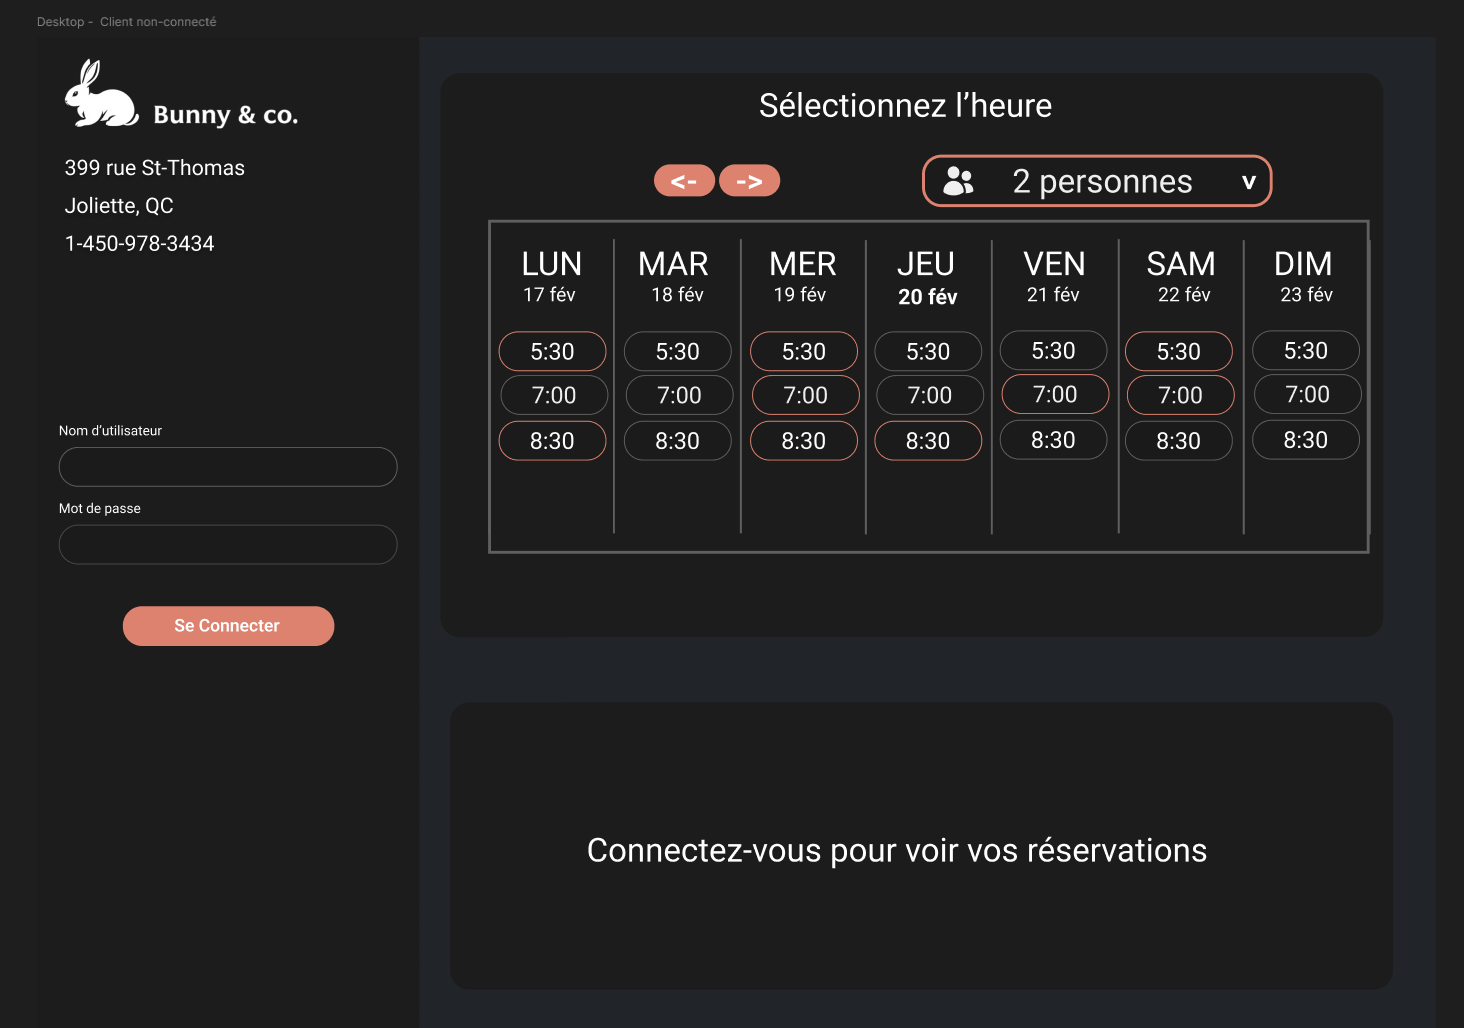 Desktop - Client non-connecté
Bunny & co.
399 rue St-Thomas
Joliette, QC
1-450-978-3434
Nom d'utilisateur
Mot de passe
Se Connecter
Sélectionnez l'heure
<- -> 2 personnes v
LUN MAR MER JEU VEN SAM DIM
17 fév 18 fév 19 fév 20 fév 21 fév 22 fév 23 fév
5:30 5:30 5:30 5:30 5:30 5:30 5:30
7:00 7:00 7:00 7:00 7:00 7:00 7:00
8:30 8:30 8:30 8:30 8:30 8:30 8:30
Connectez-vous pour voir vos réservations